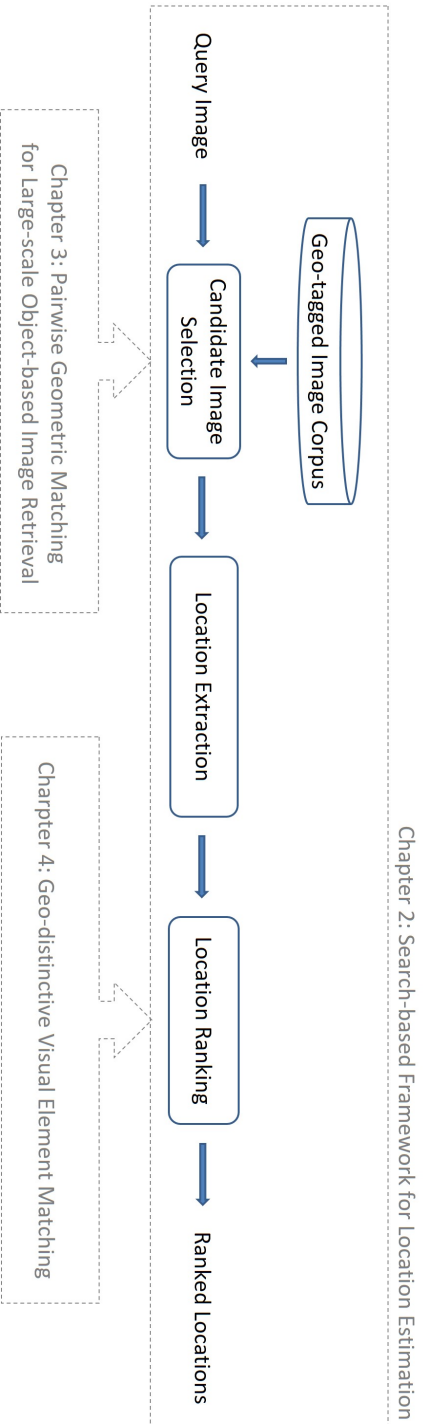 Chapter 2: Search-based Framework for Location Estimation
Geo-tagged Image Corpus
Query Image
Candidate Image
Selection
Location Extraction
Location Ranking
Ranked Locations
Chapter 3: Pairwise Geometric Matching
for Large-scale Object-based Image Retrieval
Charpter 4: Geo-distinctive Visual Element Matching